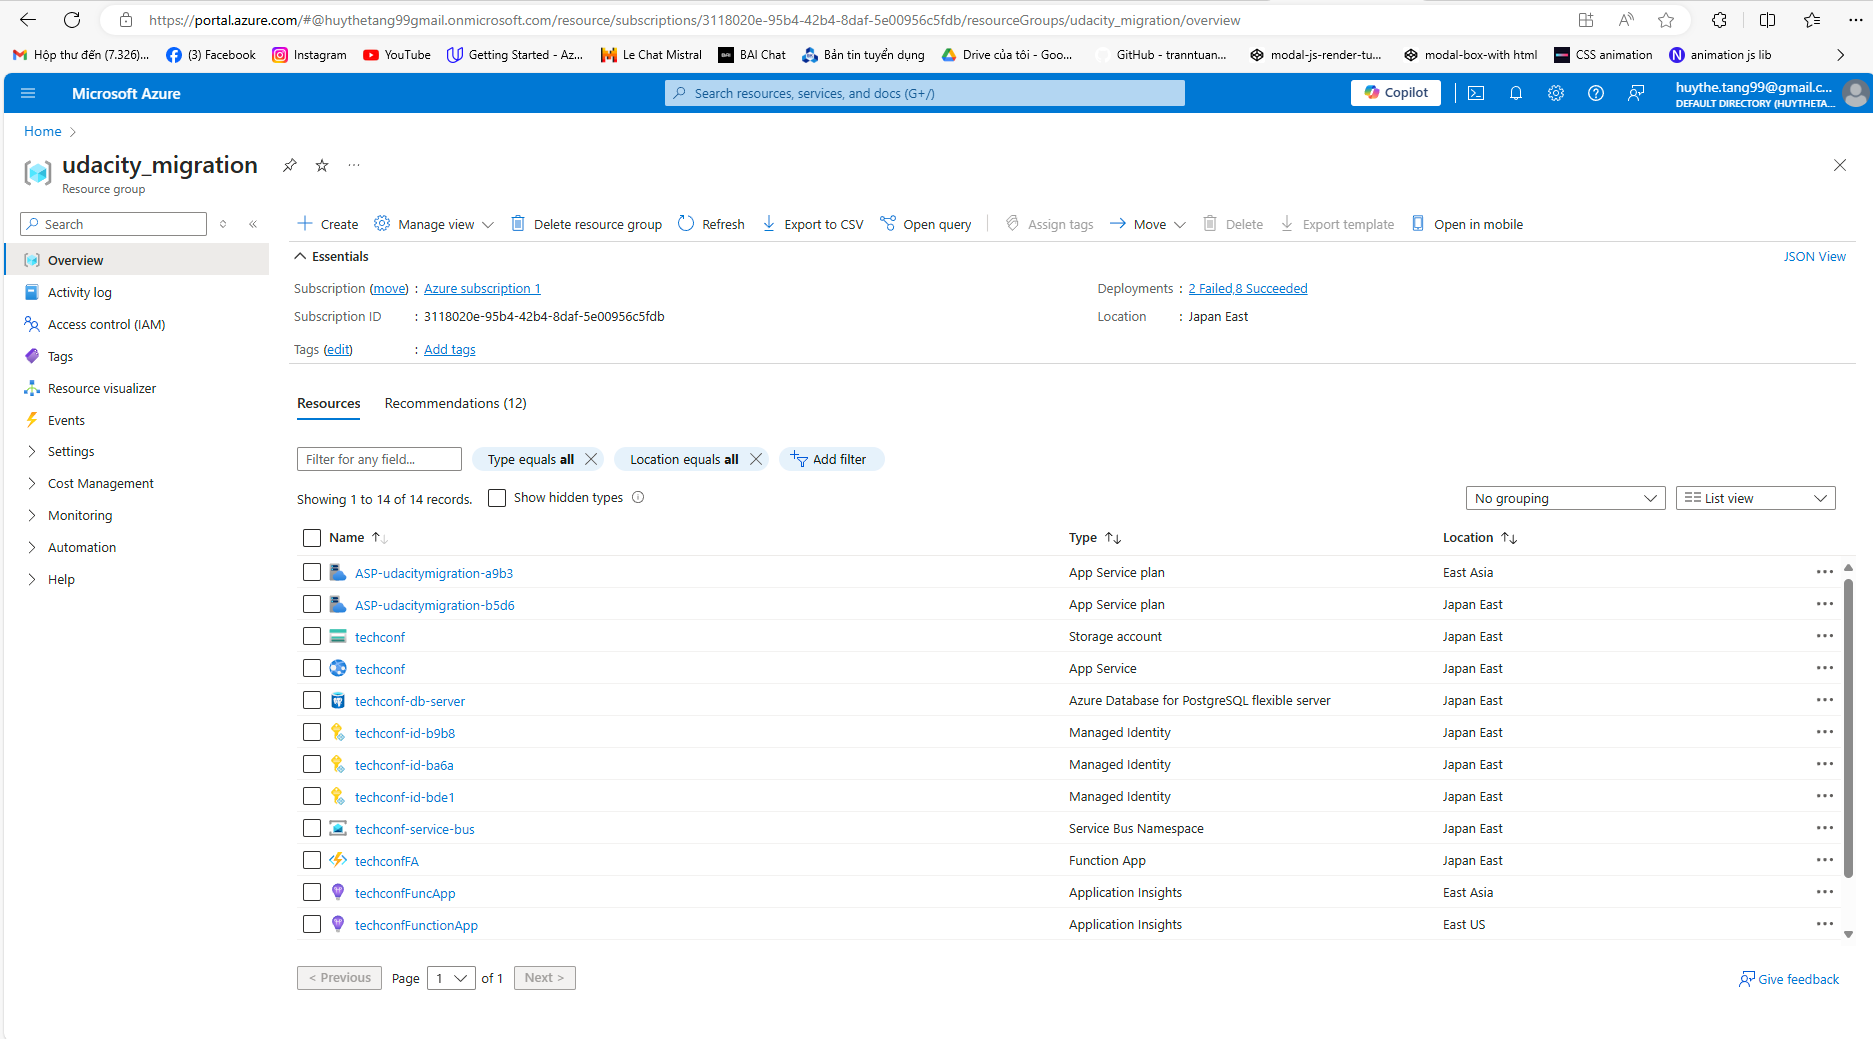 https://portal.azure.com/#@huythetang99gmail.onmicrosoft.com/resource/subscriptions/3118020e-95b4-42b4-8daf-5e00956c5fdb/resourceGroups/udacity_migration/overview
Hộp thư đến (7.326)... (3) Facebook Instagram YouTube Getting Started - Az... Le Chat Mistral BAI Chat Bản tin tuyển dụng Drive của tôi - Goo... GitHub - tranntuan... modal-js-render-tu... modal-box-with html CSS animation animation js lib
Microsoft Azure
Search resources, services, and docs (G+/)
Copilot
huythe.tang99@gmail.c...
DEFAULT DIRECTORY (HUYTHETA...
Home
udacity_migration
Resource group
Search
Overview
Activity log
Access control (IAM)
Tags
Resource visualizer
Events
Settings
Cost Management
Monitoring
Automation
Help
Create Manage view Delete resource group Refresh Export to CSV Open query Assign tags Move Delete Export template Open in mobile
Essentials
JSON View
Subscription (move) : Azure subscription 1
Subscription ID : 3118020e-95b4-42b4-8daf-5e00956c5fdb
Tags (edit) : Add tags
Deployments : 2 Failed,8 Succeeded
Location : Japan East
Resources Recommendations (12)
Filter for any field... Type equals all Location equals all Add filter
Showing 1 to 14 of 14 records. Show hidden types
No grouping List view
Name Type Location
ASP-udacitymigration-a9b3 App Service plan East Asia
ASP-udacitymigration-b5d6 App Service plan Japan East
techconf Storage account Japan East
techconf App Service Japan East
techconf-db-server Azure Database for PostgreSQL flexible server Japan East
techconf-id-b9b8 Managed Identity Japan East
techconf-id-ba6a Managed Identity Japan East
techconf-id-bde1 Managed Identity Japan East
techconf-service-bus Service Bus Namespace Japan East
techconfFA Function App Japan East
techconfFuncApp Application Insights East Asia
techconfFunctionApp Application Insights East US
< Previous Page 1 of 1 Next >
Give feedback